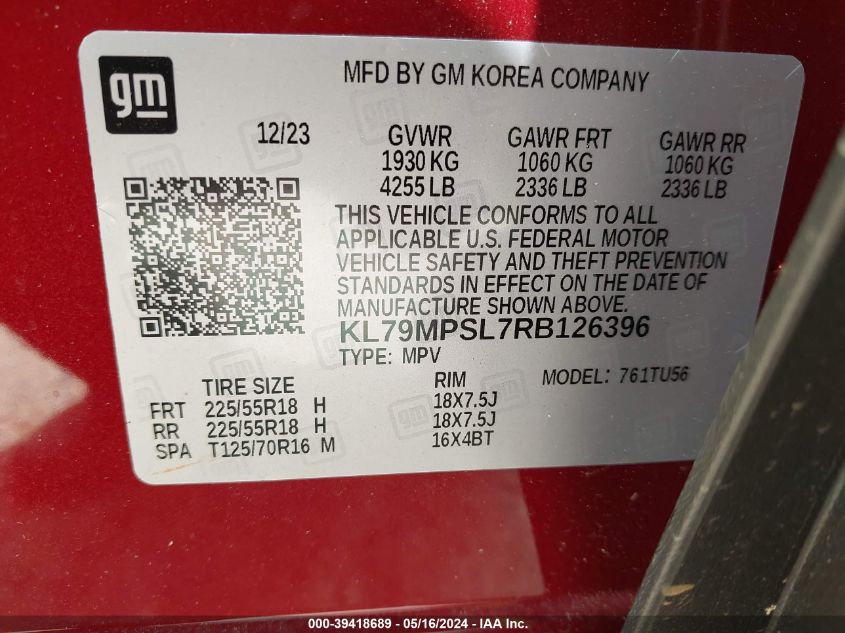 gm
MFD BY GM KOREA COMPANY
12/23
GVWR GAWR FRT GAWR RR
1930 KG 1060 KG 1060 KG
4255 LB 2336 LB 2336 LB
THIS VEHICLE CONFORMS TO ALL
APPLICABLE U.S. FEDERAL MOTOR
VEHICLE SAFETY AND THEFT PREVENTION
STANDARDS IN EFFECT ON THE DATE OF
MANUFACTURE SHOWN ABOVE.
KL79MPSL7RB126396
TYPE: MPV
MODEL: 761TU56
TIRE SIZE RIM
FRT 225/55R18 H 18X7.5J
RR 225/55R18 H 18X7.5J
SPA T125/70R16 M 16X4BT
000-39418689 - 05/16/2024 - IAA Inc.